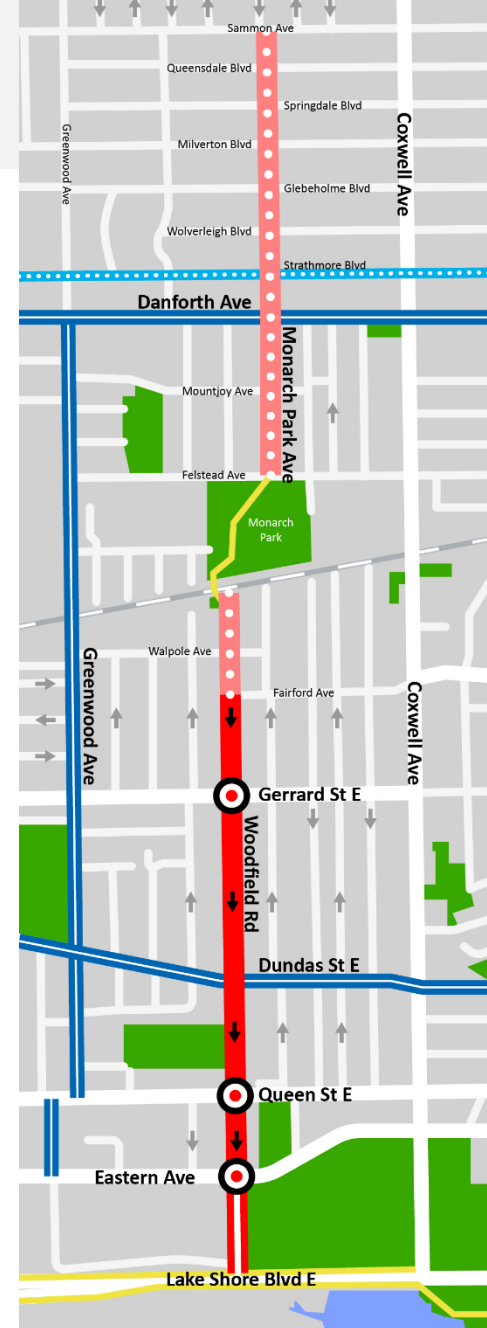 Sammon Ave
Queensdale Blvd
Springdale Blvd
Greenwood Ave
Coxwell Ave
Milverton Blvd
Glebeholme Blvd
Wolverleigh Blvd
Strathmore Blvd
Danforth Ave
Monarch Park Ave
Mountjoy Ave
Felstead Ave
Monarch
Park
Walpole Ave
Greenwood Ave
Fairford Ave
Coxwell Ave
Gerrard St E
Woodfield Rd
Dundas St E
Queen St E
Eastern Ave
Lake Shore Blvd E